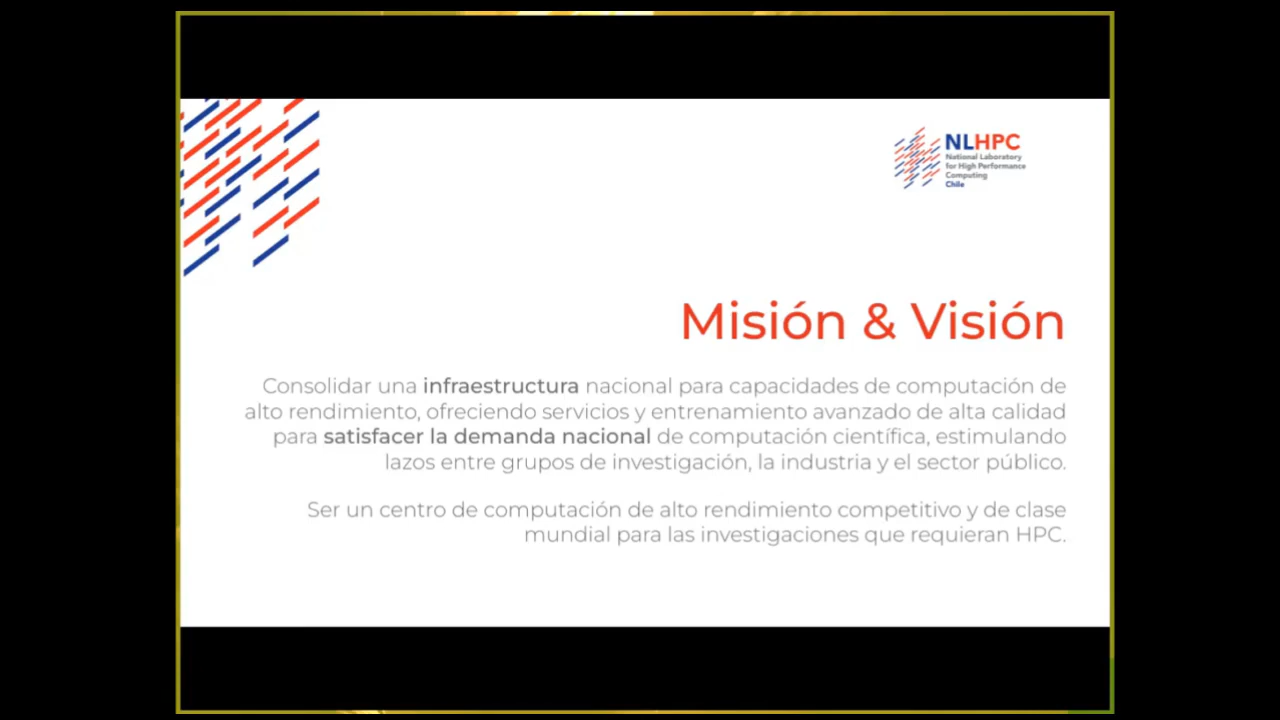 NLHPC
National Laboratory
for High Performance
Computing
Chile
Misión & Visión
Consolidar una infraestructura nacional para capacidades de computación de
alto rendimiento, ofreciendo servicios y entrenamiento avanzado de alta calidad
para satisfacer la demanda nacional de computación científica, estimulando
lazos entre grupos de investigación, la industria y el sector público.
Ser un centro de computación de alto rendimiento competitivo y de clase
mundial para las investigaciones que requieran HPC.